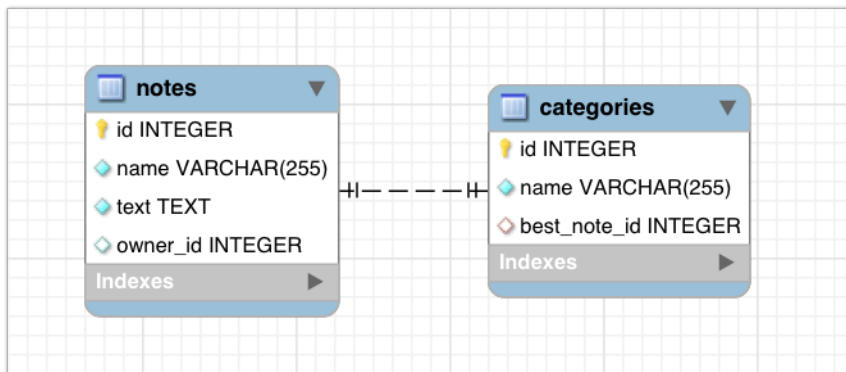 notes
id INTEGER
name VARCHAR(255)
text TEXT
owner_id INTEGER
Indexes
categories
id INTEGER
name VARCHAR(255)
best_note_id INTEGER
Indexes